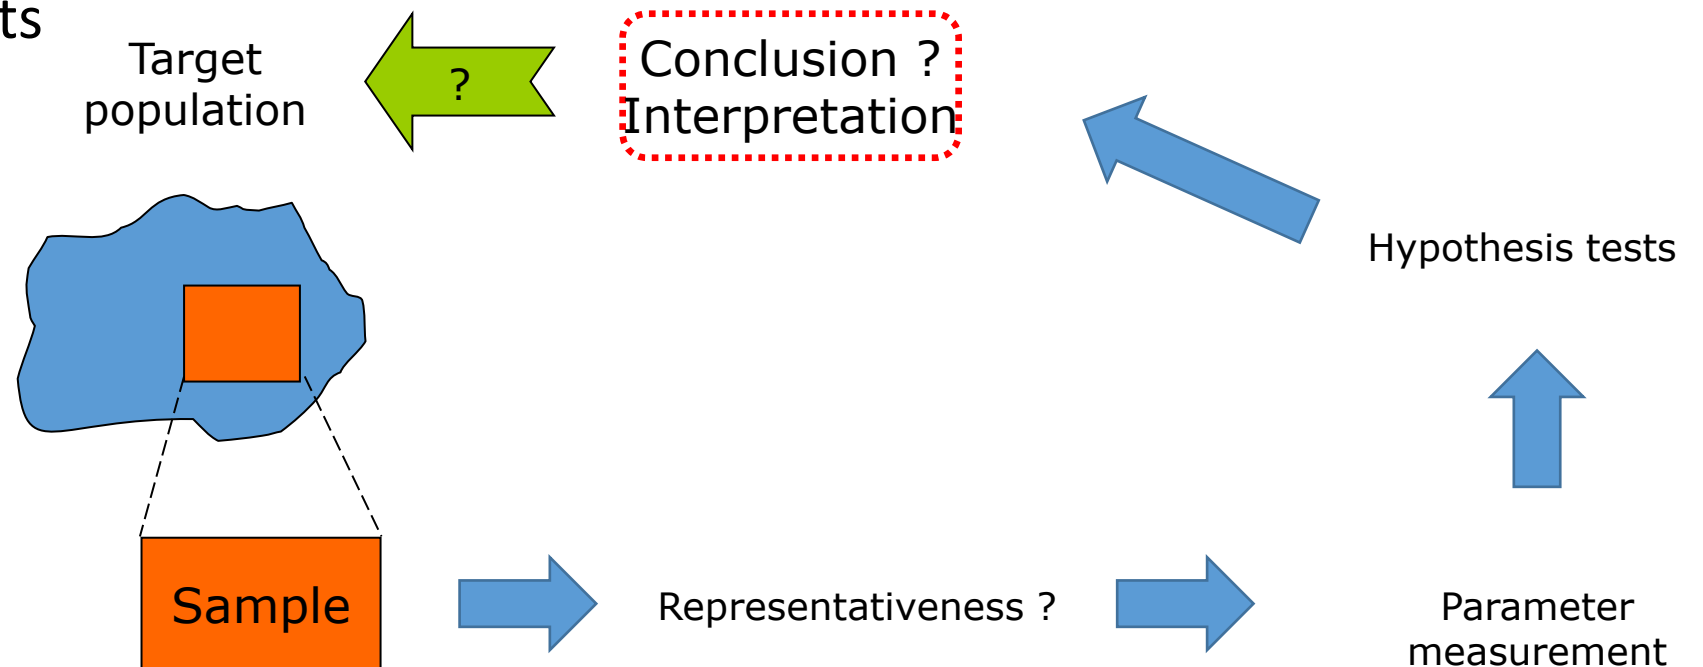 ts
Target
population
?
Conclusion ?
Interpretation
Hypothesis tests
Sample
Representativeness ?
Parameter
measurement